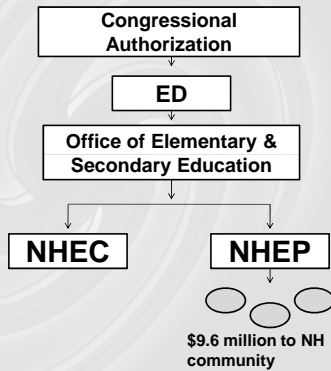 Congressional
Authorization
ED
Office of Elementary &
Secondary Education
NHEC
NHEP
$9.6 million to NH
community